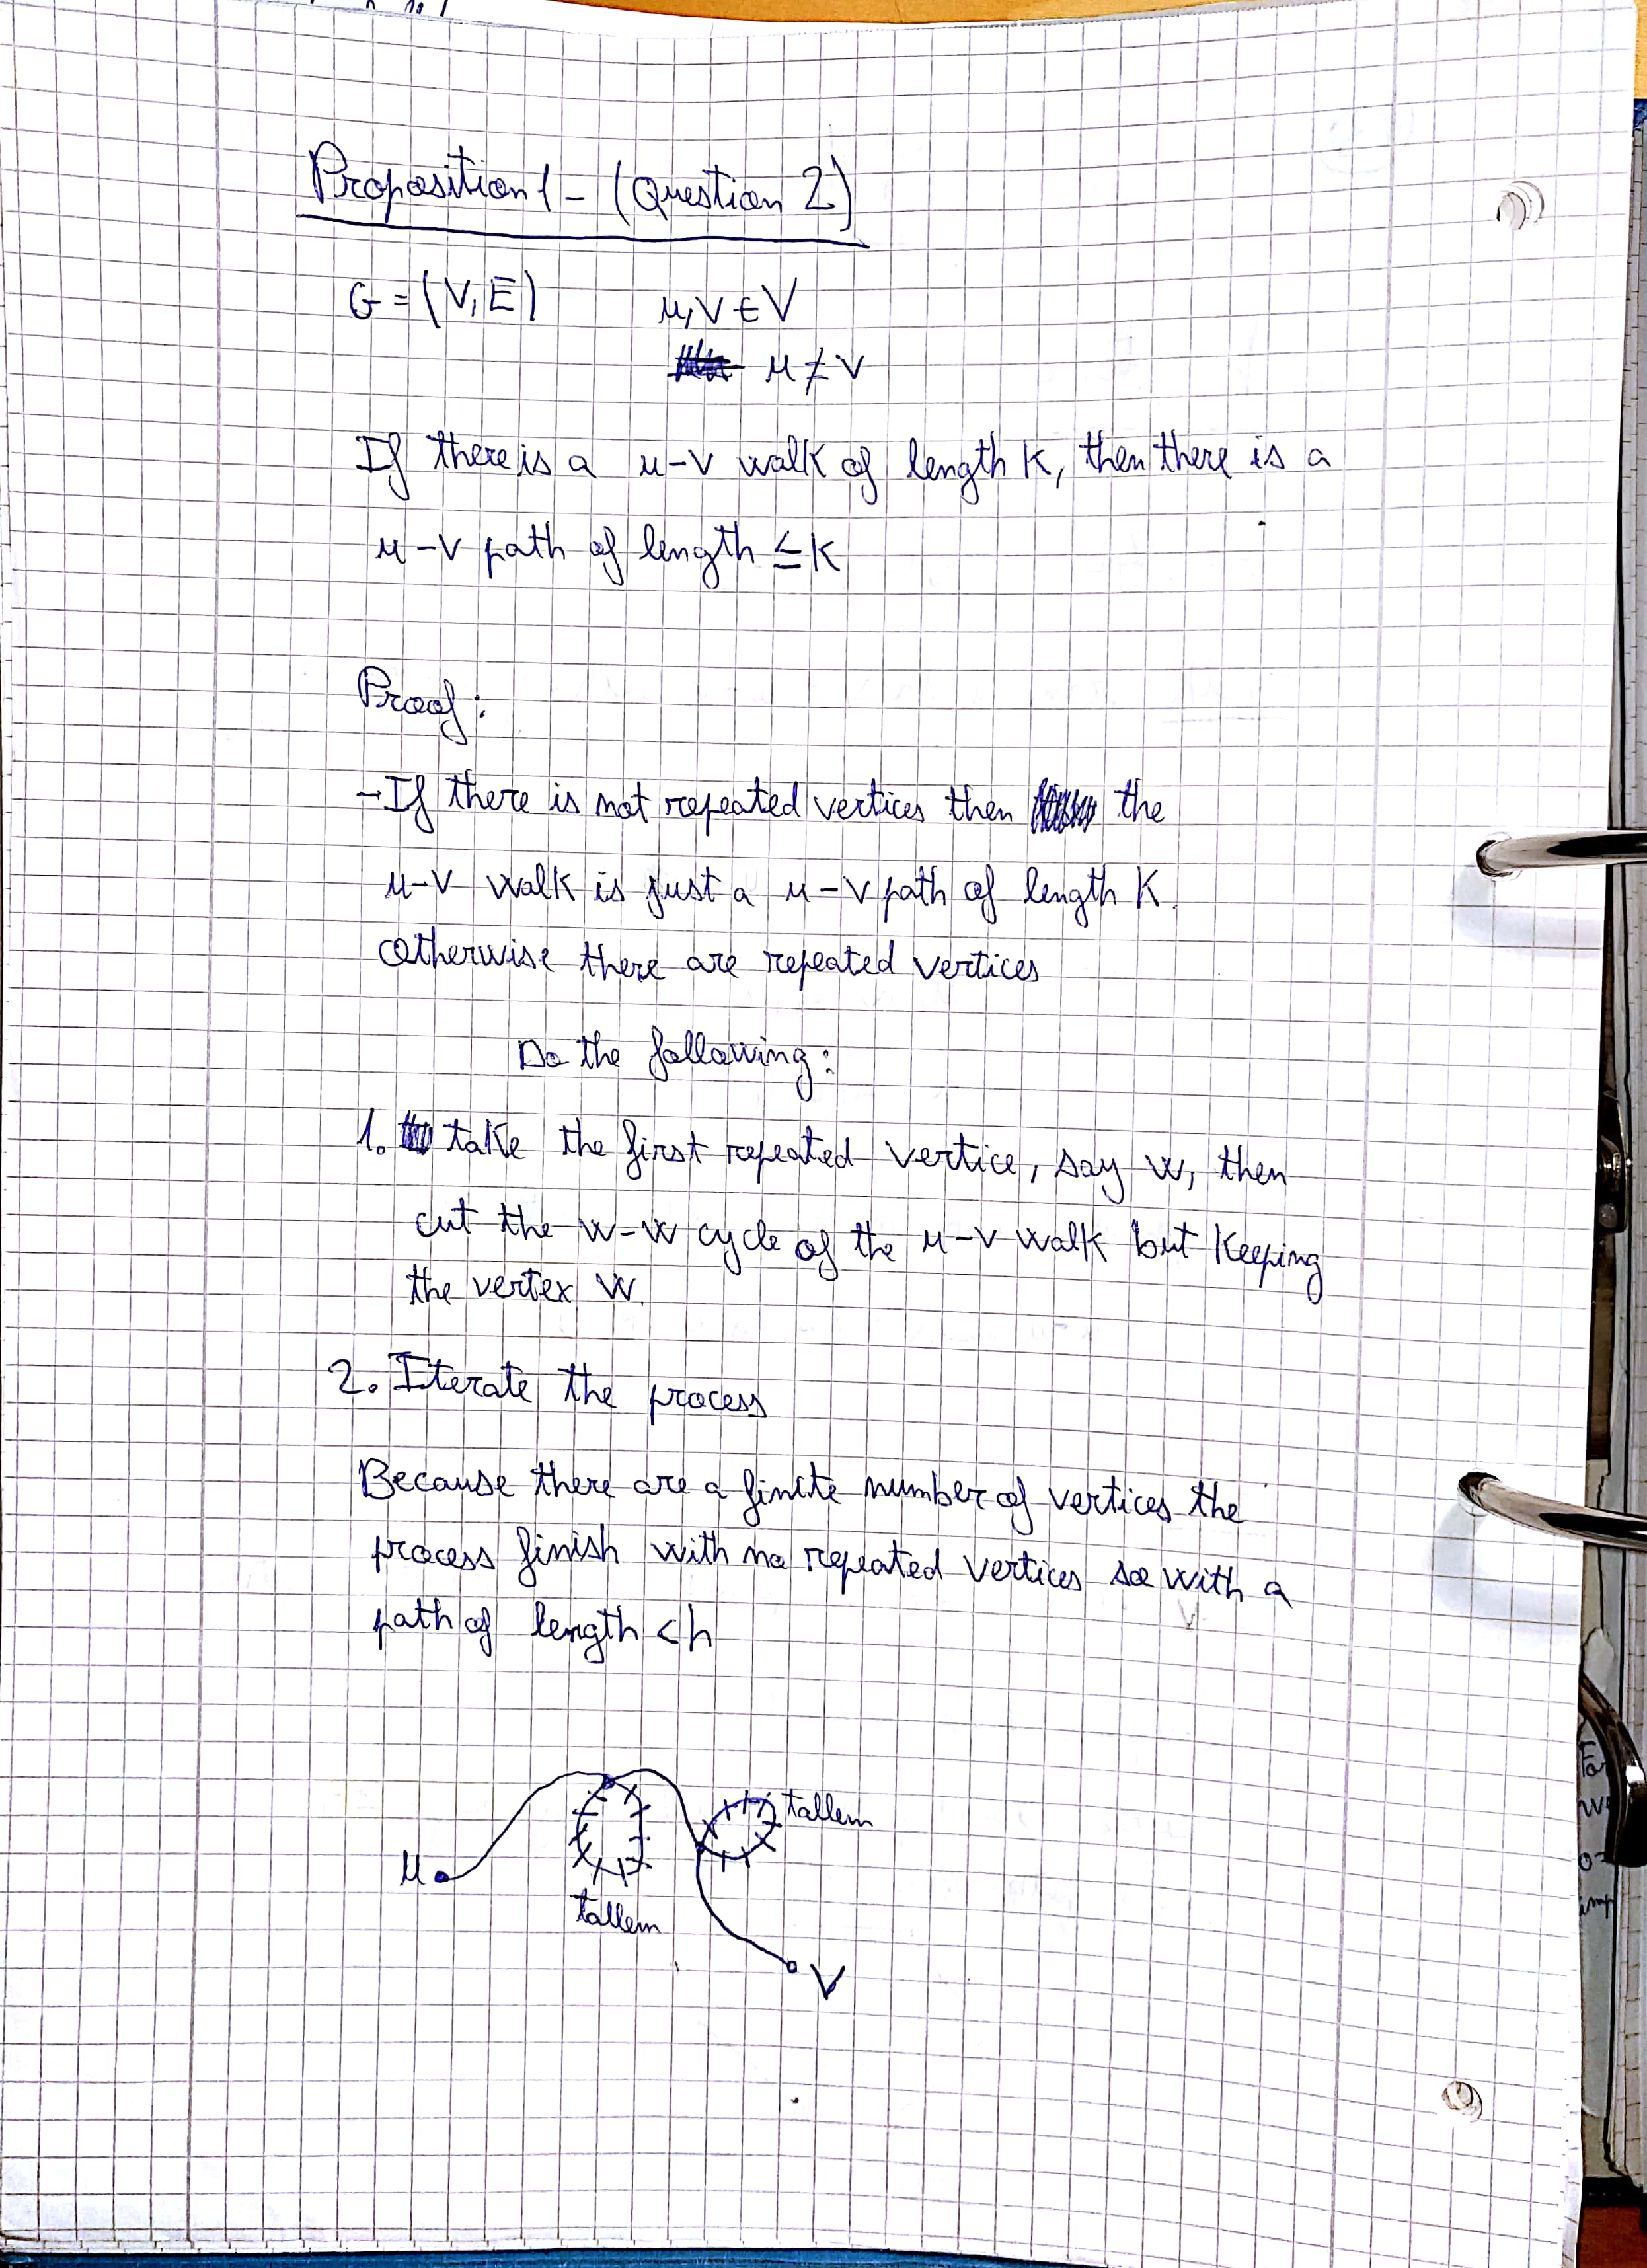 Proposition 1 - (Question 2)
G = (V, E) u, v ∈ V
u ≠ v
If there is a u-v walk of length k, then there is a
u-v path of length ≤ k
Proof:
- If there is not repeated vertices then the
u-v walk is just a u-v path of length k.
otherwise there are repeated vertices
Do the following:
1. take the first repeated vertice, say w, then
cut the w-w cycle of the u-v walk but keeping
the vertex w.
2. Iterate the process
Because there are a finite number of vertices the
process finish with no repeated vertices so with a
path of length < h
tallem
u
tallem
v